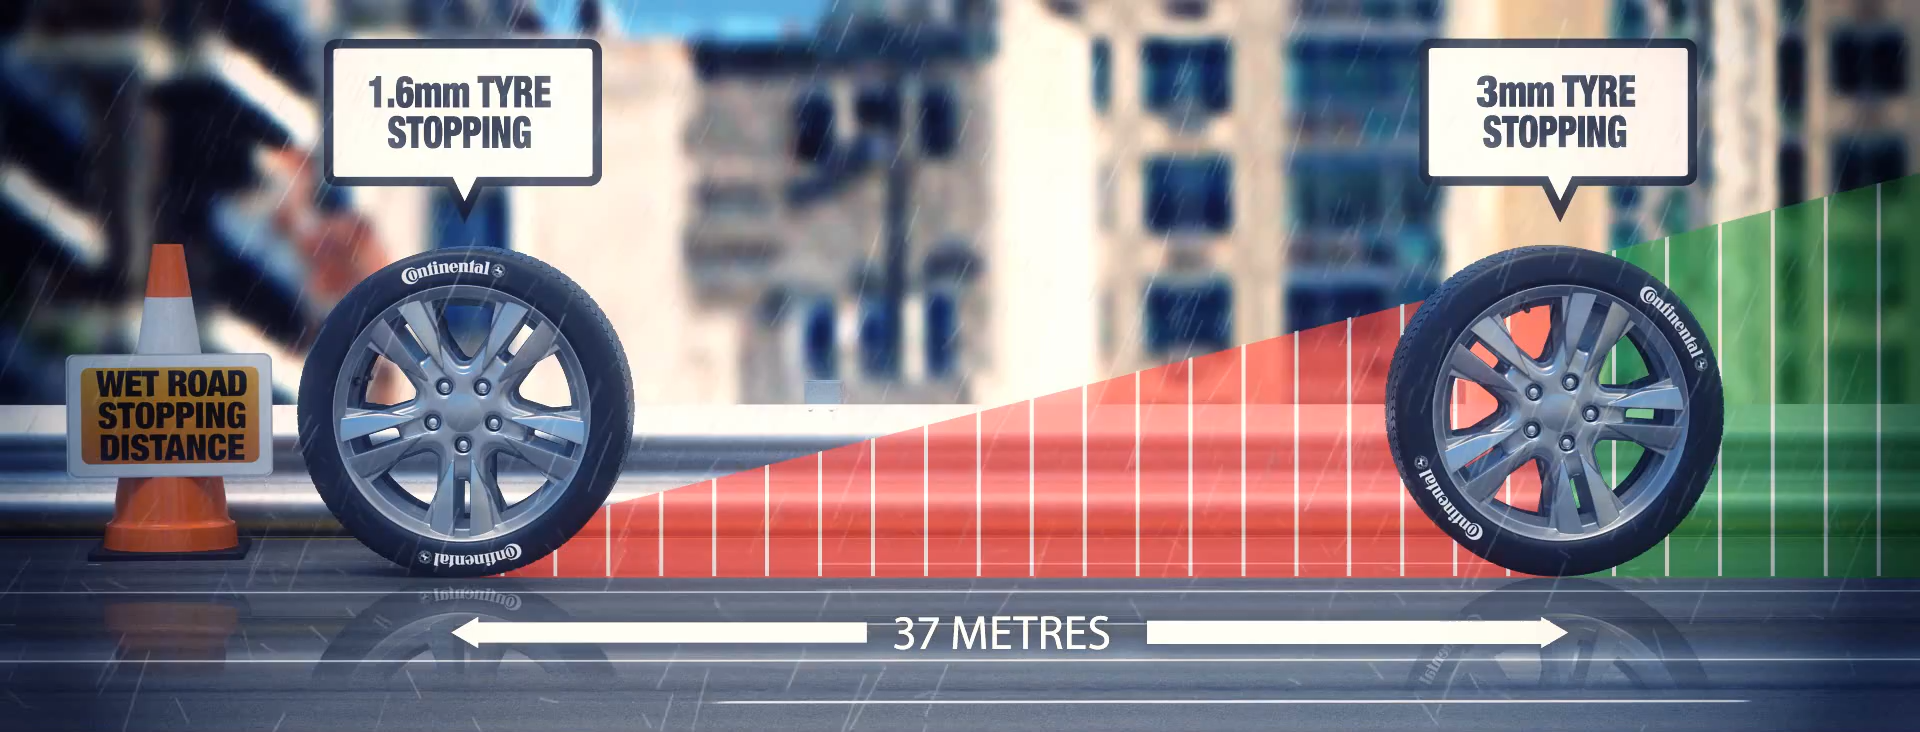 1.6mm TYRE
STOPPING
3mm TYRE
STOPPING
Continental
Continental
Continental
Continental
WET ROAD
STOPPING
DISTANCE
37 METRES